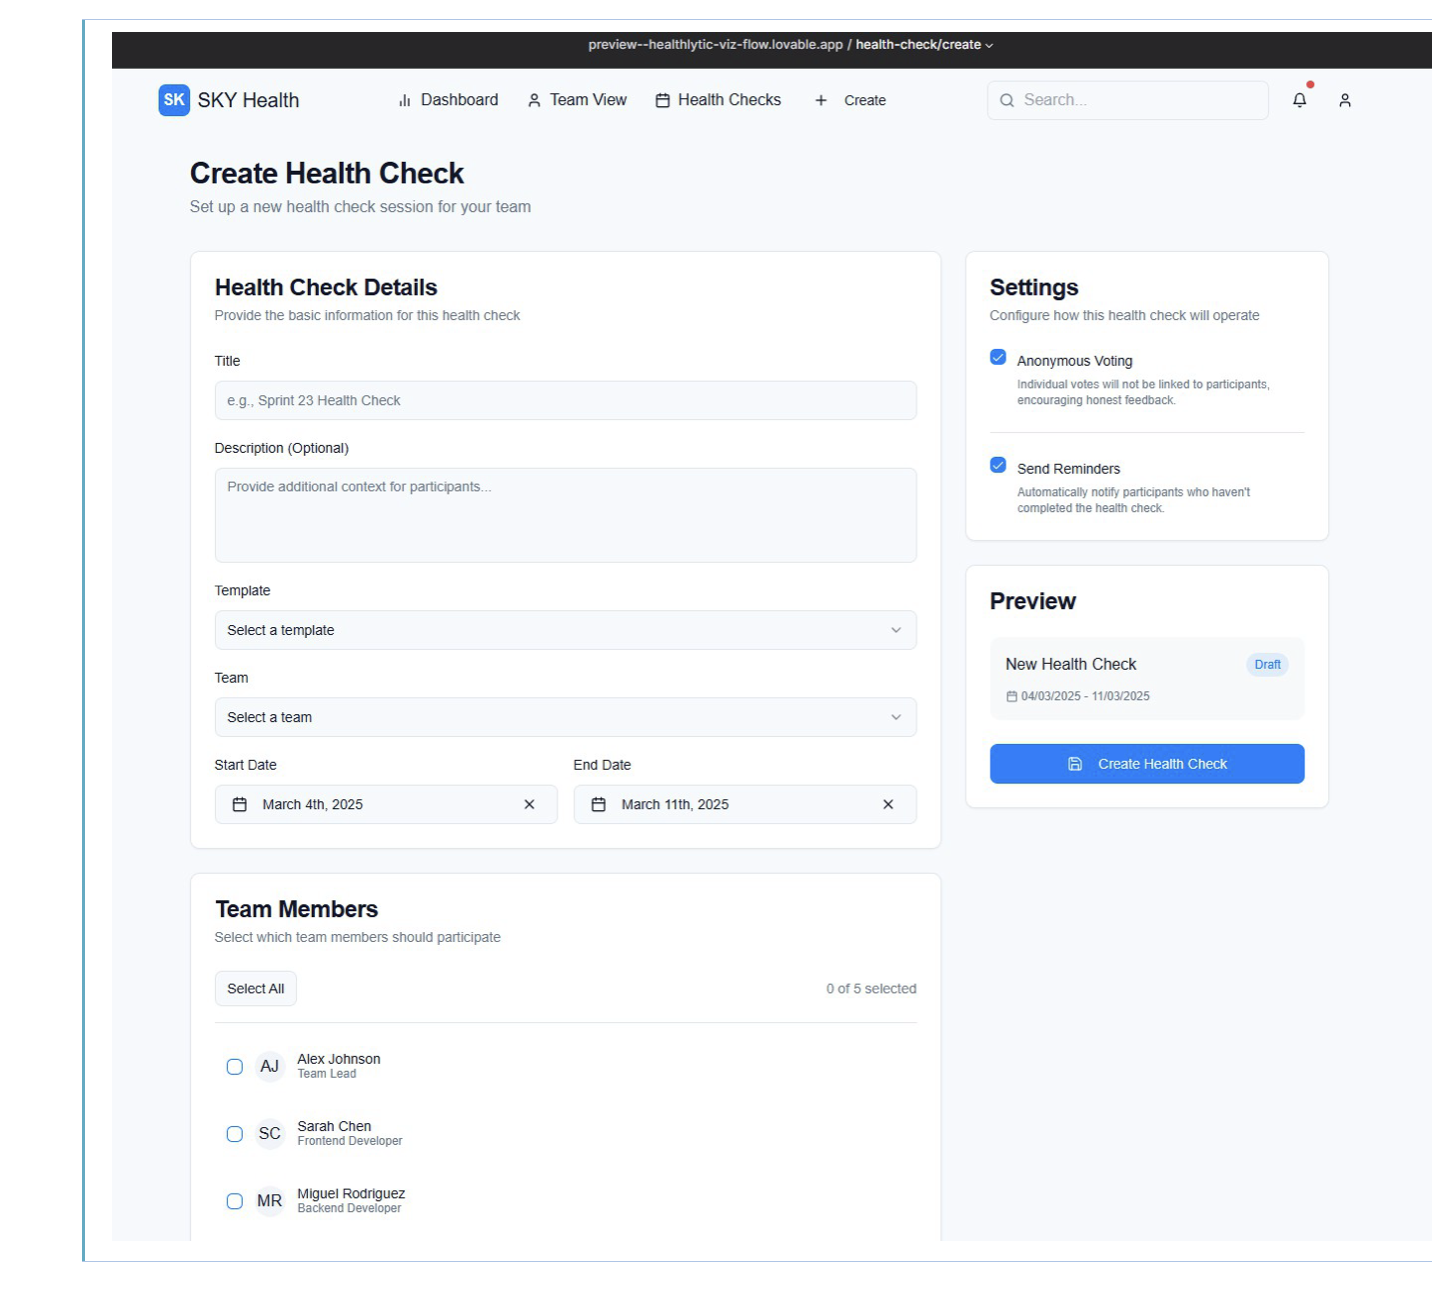 preview--healthlytic-viz-flow.lovable.app / health-check/create
SK SKY Health
Dashboard
Team View
Health Checks
Create
Search...
Create Health Check
Set up a new health check session for your team
Health Check Details
Provide the basic information for this health check
Title
e.g., Sprint 23 Health Check
Description (Optional)
Provide additional context for participants...
Template
Select a template
Team
Select a team
Start Date
End Date
March 4th, 2025
March 11th, 2025
Settings
Configure how this health check will operate
Anonymous Voting
Individual votes will not be linked to participants,
encouraging honest feedback.
Send Reminders
Automatically notify participants who haven't
completed the health check.
Preview
New Health Check
Draft
04/03/2025 - 11/03/2025
Create Health Check
Team Members
Select which team members should participate
Select All
0 of 5 selected
AJ
Alex Johnson
Team Lead
SC
Sarah Chen
Frontend Developer
MR
Miguel Rodriguez
Backend Developer